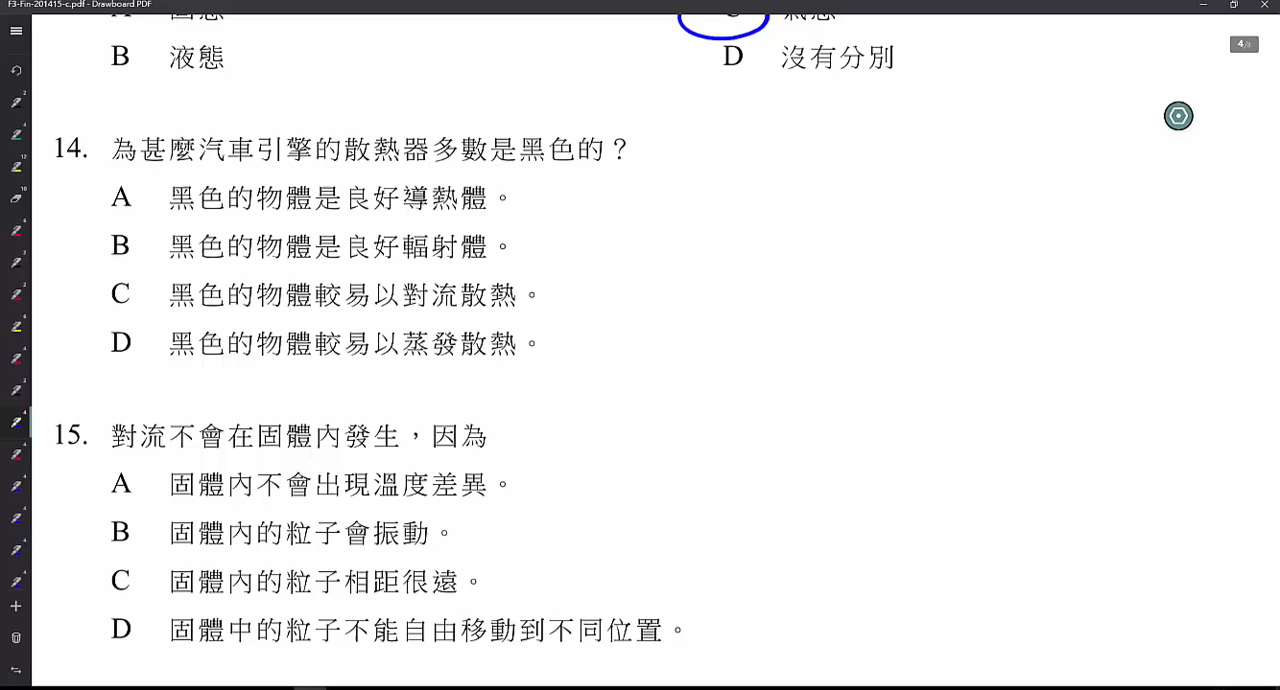 F3-Fin-201415-c.pdf - Drawboard PDF
4/8
B 液態
D 沒有分別
14. 為甚麼汽車引擎的散熱器多數是黑色的？
A 黑色的物體是良好導熱體。
B 黑色的物體是良好輻射體。
C 黑色的物體較易以對流散熱。
D 黑色的物體較易以蒸發散熱。
15. 對流不會在固體內發生，因為
A 固體內不會出現溫度差異。
B 固體內的粒子會振動。
C 固體內的粒子相距很遠。
D 固體中的粒子不能自由移動到不同位置。